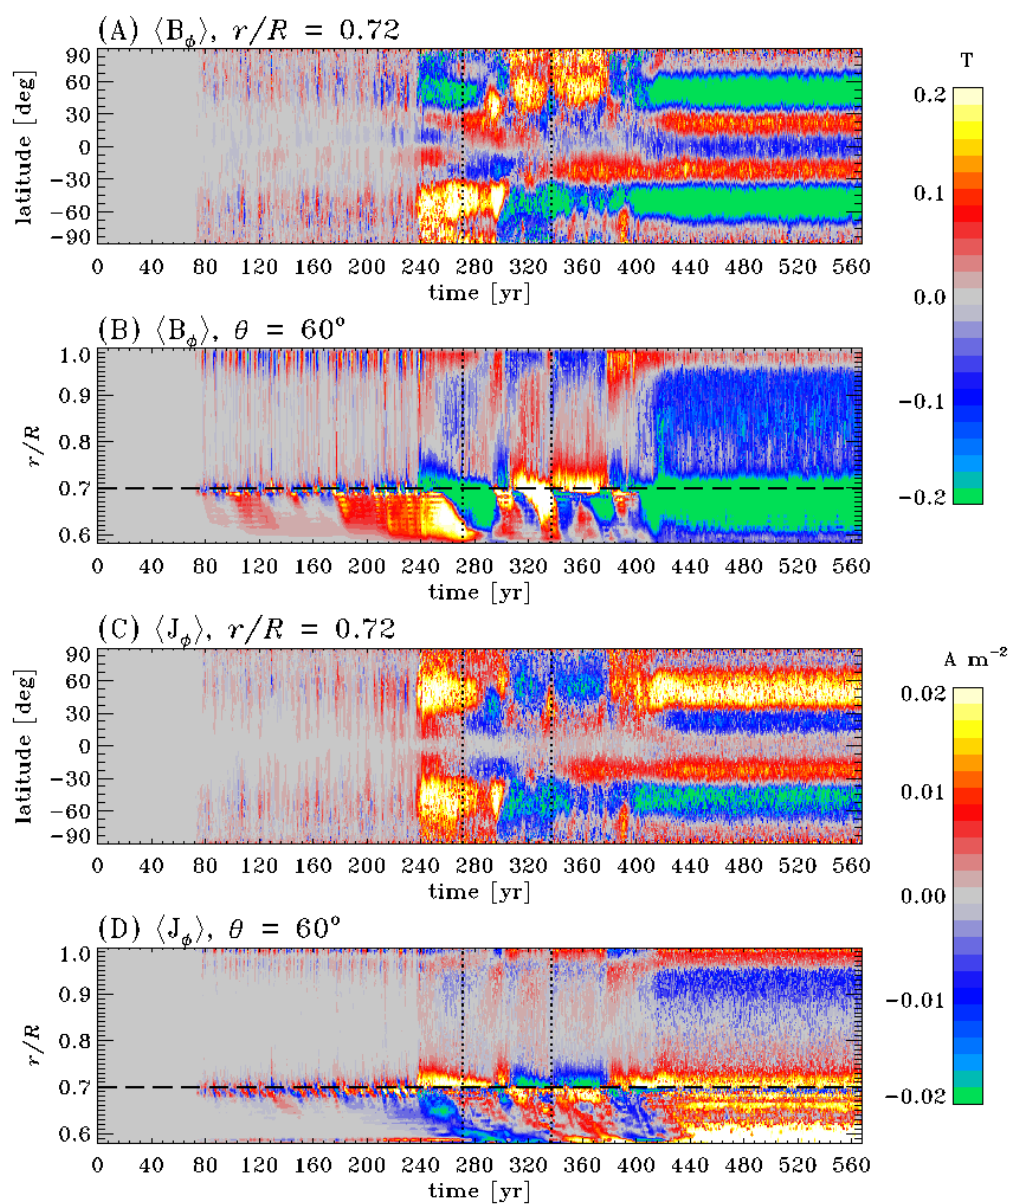 (A) ⟨B_ϕ⟩, r/R = 0.72
latitude [deg]
90
60
30
0
-30
-60
-90
0 40 80 120 160 200 240 280 320 360 400 440 480 520 560
time [yr]
T
0.2
0.1
0.0
-0.1
-0.2
(B) ⟨B_ϕ⟩, θ = 60°
r/R
1.0
0.9
0.8
0.7
0.6
0 40 80 120 160 200 240 280 320 360 400 440 480 520 560
time [yr]
(C) ⟨J_ϕ⟩, r/R = 0.72
latitude [deg]
90
60
30
0
-30
-60
-90
0 40 80 120 160 200 240 280 320 360 400 440 480 520 560
time [yr]
A m⁻²
0.02
0.01
0.00
-0.01
-0.02
(D) ⟨J_ϕ⟩, θ = 60°
r/R
1.0
0.9
0.8
0.7
0.6
0 40 80 120 160 200 240 280 320 360 400 440 480 520 560
time [yr]